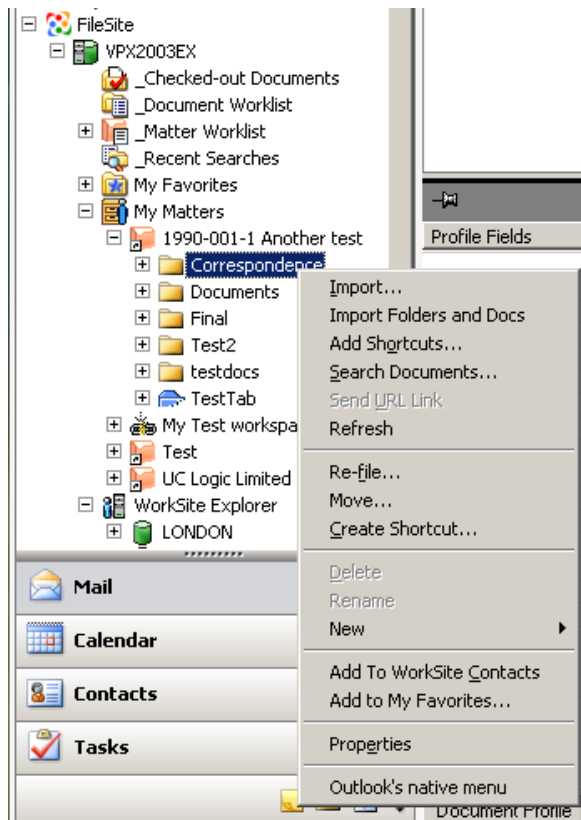 FileSite
VPX2003EX
_Checked-out Documents
_Document Worklist
_Matter Worklist
_Recent Searches
My Favorites
My Matters
1990-001-1 Another test
Correspondence
Documents
Final
Test2
testdocs
TestTab
My Test workspa
Test
UC Logic Limited
WorkSite Explorer
LONDON
Mail
Calendar
Contacts
Tasks
Profile Fields
Import...
Import Folders and Docs
Add Shortcuts...
Search Documents...
Send URL Link
Refresh
Re-file...
Move...
Create Shortcut...
Delete
Rename
New
Add To WorkSite Contacts
Add to My Favorites...
Properties
Outlook's native menu
Document Profile